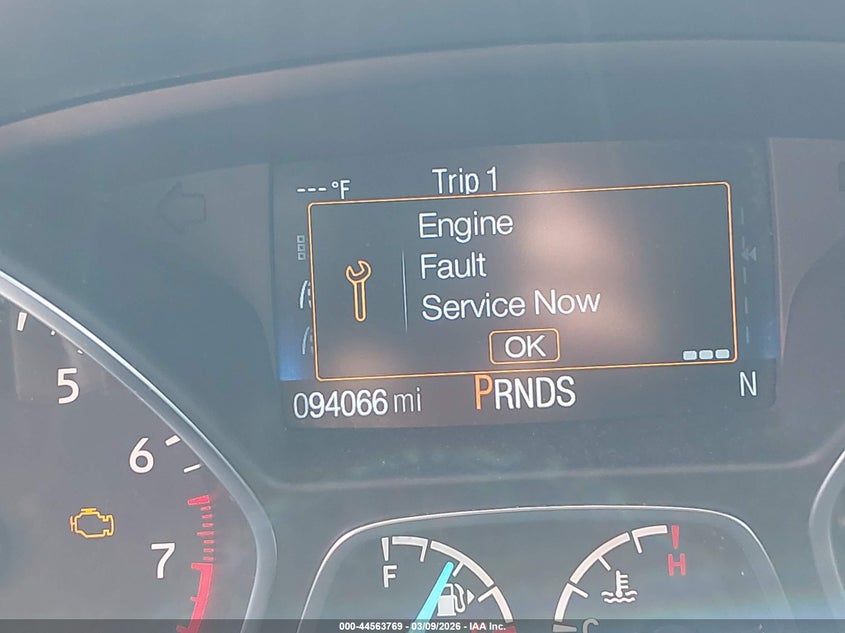 ---°F
Trip 1
Engine
Fault
Service Now
OK
094066 mi
PRNDS
N
5
6
7
F
H
C
000-44563769 - 03/09/2026 - IAA Inc.